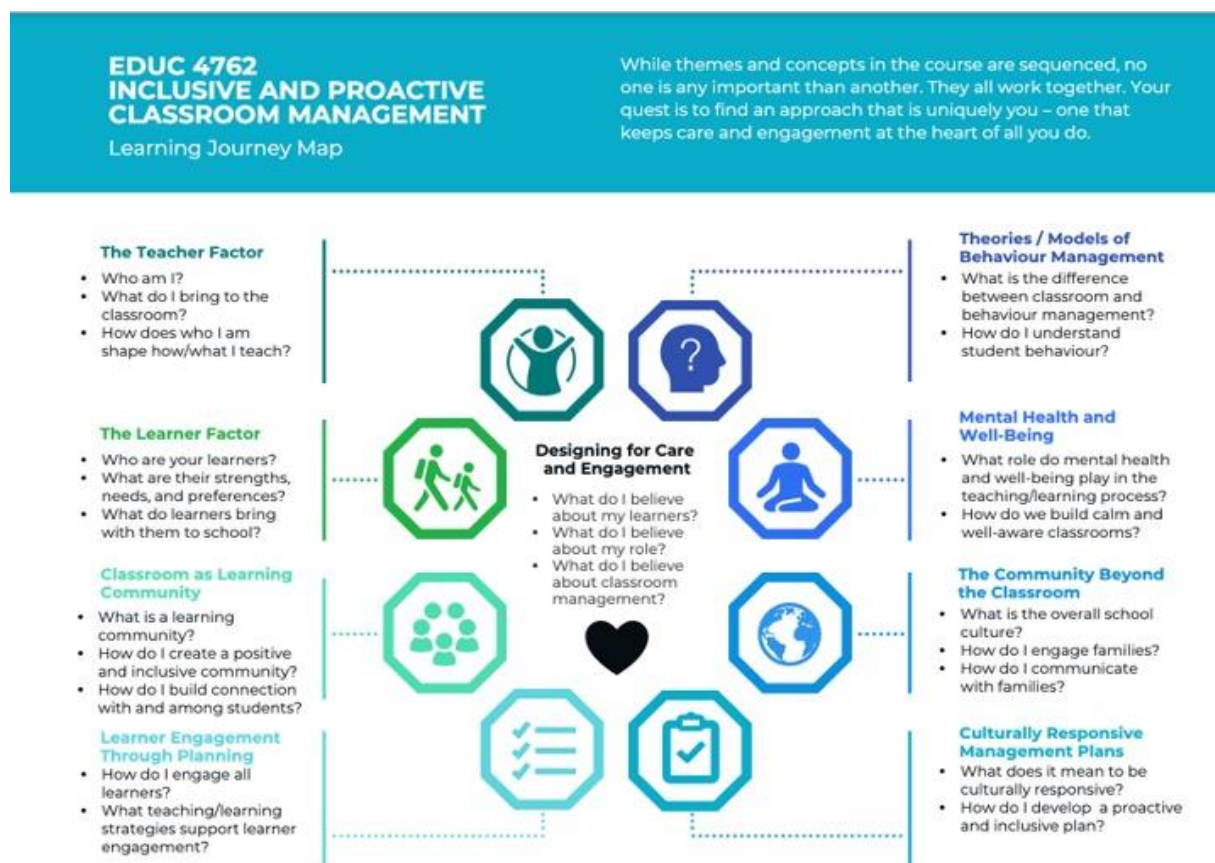 EDUC 4762
INCLUSIVE AND PROACTIVE
CLASSROOM MANAGEMENT
Learning Journey Map
While themes and concepts in the course are sequenced, no
one is any important than another. They all work together. Your
quest is to find an approach that is uniquely you – one that
keeps care and engagement at the heart of all you do.
The Teacher Factor
• Who am I?
• What do I bring to the
classroom?
• How does who I am
shape how/what I teach?
The Learner Factor
• Who are your learners?
• What are their strengths,
needs, and preferences?
• What do learners bring
with them to school?
Classroom as Learning
Community
• What is a learning
community?
• How do I create a positive
and inclusive community?
• How do I build connection
with and among students?
Learner Engagement
Through Planning
• How do I engage all
learners?
• What teaching/learning
strategies support learner
engagement?
?
Designing for Care
and Engagement
• What do I believe
about my learners?
• What do I believe
about my role?
• What do I believe
about classroom
management?
Theories / Models of
Behaviour Management
• What is the difference
between classroom and
behaviour management?
• How do I understand
student behaviour?
Mental Health and
Well-Being
• What role do mental health
and well-being play in the
teaching/learning process?
• How do we build calm and
well-aware classrooms?
The Community Beyond
the Classroom
• What is the overall school
culture?
• How do I engage families?
• How do I communicate
with families?
Culturally Responsive
Management Plans
• What does it mean to be
culturally responsive?
• How do I develop a proactive
and inclusive plan?